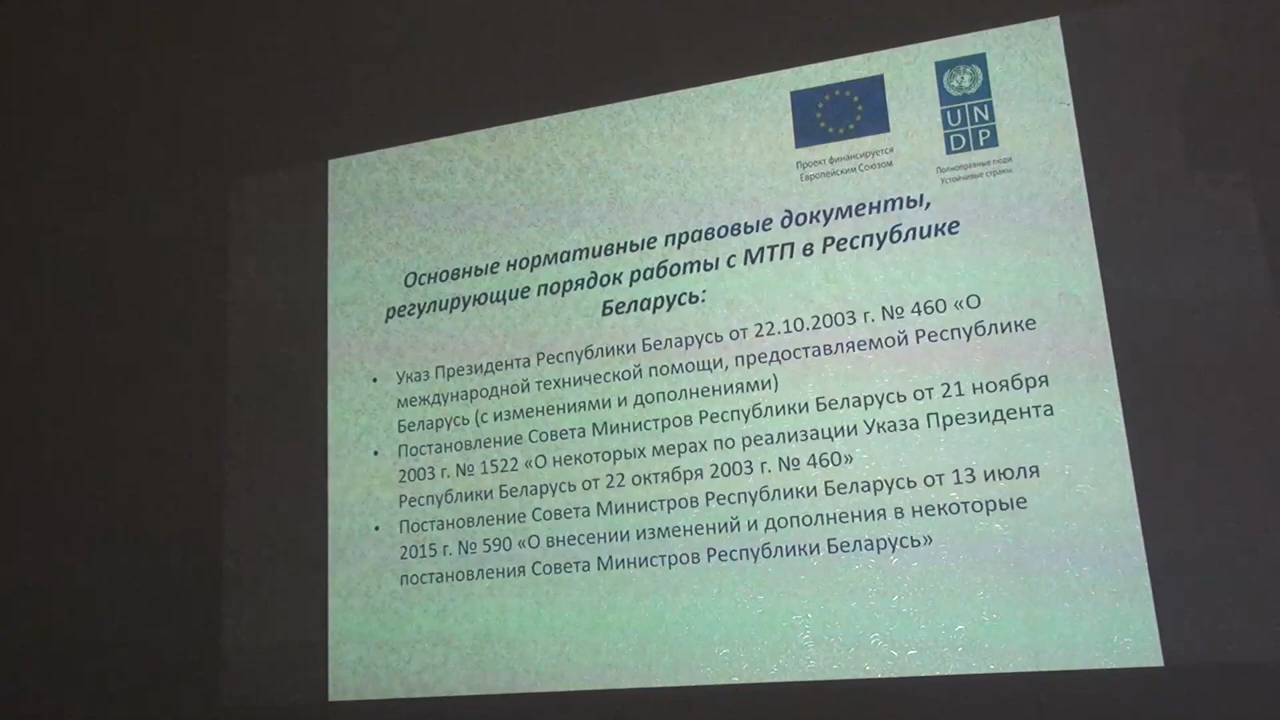 UN
DP
Проект финансируется
Европейским Союзом
Полноправные люди
Устойчивые страны
Основные нормативные правовые документы,
регулирующие порядок работы с МТП в Республике
Беларусь:
• Указ Президента Республики Беларусь от 22.10.2003 г. № 460 «О
международной технической помощи, предоставляемой Республике
Беларусь (с изменениями и дополнениями)
• Постановление Совета Министров Республики Беларусь от 21 ноября
2003 г. № 1522 «О некоторых мерах по реализации Указа Президента
Республики Беларусь от 22 октября 2003 г. № 460»
• Постановление Совета Министров Республики Беларусь от 13 июля
2015 г. № 590 «О внесении изменений и дополнения в некоторые
постановления Совета Министров Республики Беларусь»